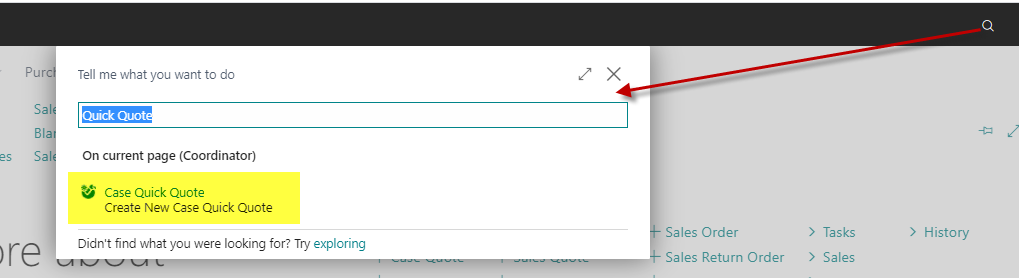 Tell me what you want to do
Purc
Quick Quote
Sale
Blan
es Sale
On current page (Coordinator)
Case Quick Quote
Create New Case Quick Quote
Sales Order
Tasks
History
Didn't find what you were looking for? Try exploring
Case Quote
Sales Quote
Sales Return Order
Sales
ore about